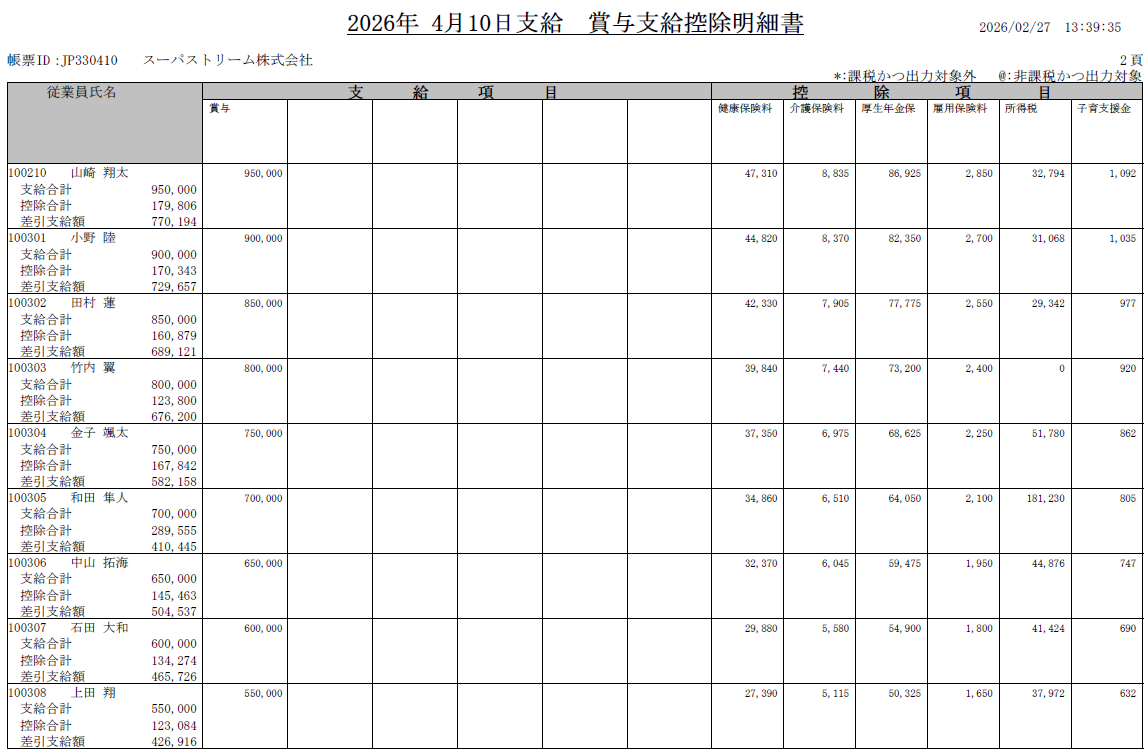 2026年 4月10日支給　賞与支給控除明細書
2026/02/27 13:39:35
帳票ID :JP330410 スーパーストリーム株式会社
2 頁
*:課税かつ出力対象外 @:非課税かつ出力対象
従業員氏名 支 給 項 目 控 除 項 目
賞与 健康保険料 介護保険料 厚生年金保 雇用保険料 所得税 子育支援金
100210 山崎 翔太 950,000 47,310 8,835 86,925 2,850 32,794 1,092
支給合計 950,000
控除合計 179,806
差引支給額 770,194
100301 小野 陸 900,000 44,820 8,370 82,350 2,700 31,068 1,035
支給合計 900,000
控除合計 170,343
差引支給額 729,657
100302 田村 蓮 850,000 42,330 7,905 77,775 2,550 29,342 977
支給合計 850,000
控除合計 160,879
差引支給額 689,121
100303 竹内 翼 800,000 39,840 7,440 73,200 2,400 0 920
支給合計 800,000
控除合計 123,800
差引支給額 676,200
100304 金子 颯太 750,000 37,350 6,975 68,625 2,250 51,780 862
支給合計 750,000
控除合計 167,842
差引支給額 582,158
100305 和田 隼人 700,000 34,860 6,510 64,050 2,100 181,230 805
支給合計 700,000
控除合計 289,555
差引支給額 410,445
100306 中山 拓海 650,000 32,370 6,045 59,475 1,950 44,876 747
支給合計 650,000
控除合計 145,463
差引支給額 504,537
100307 石田 大和 600,000 29,880 5,580 54,900 1,800 41,424 690
支給合計 600,000
控除合計 134,274
差引支給額 465,726
100308 上田 翔 550,000 27,390 5,115 50,325 1,650 37,972 632
支給合計 550,000
控除合計 123,084
差引支給額 426,916